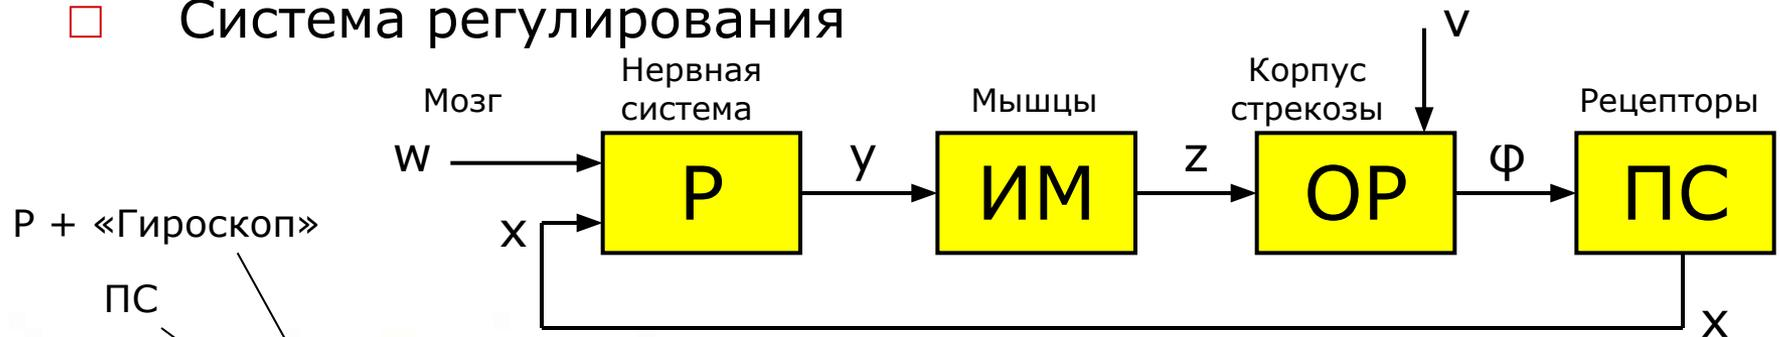 Система регулирования
v
Нервная
система
Корпус
стрекозы
Мозг
Мышцы
Рецепторы
w
Р
y
ИМ
z
ОР
φ
ПС
x
Р + «Гироскоп»
ПС
x